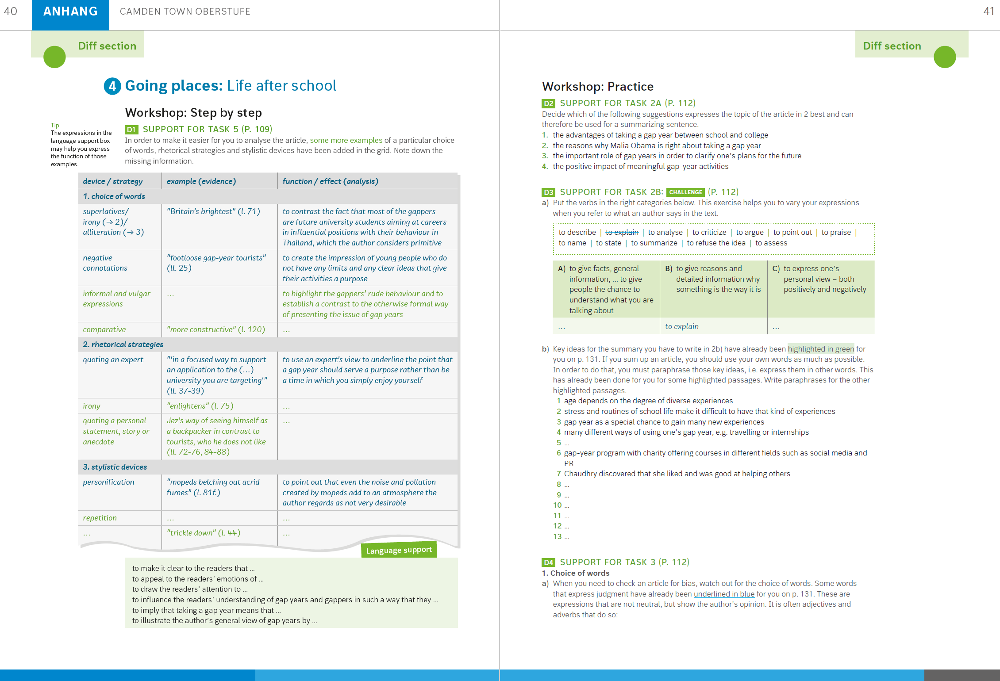 40
ANHANG
CAMDEN TOWN OBERSTUFE
Diff section
4 Going places: Life after school
Workshop: Step by step
Tip
The expressions in the
language support box
may help you express
the function of those
examples.
D1 SUPPORT FOR TASK 5 (P. 109)
In order to make it easier for you to analyse the article, some more examples of a particular choice
of words, rhetorical strategies and stylistic devices have been added in the grid. Note down the
missing information.
device / strategy
example (evidence)
function / effect (analysis)
1. choice of words
superlatives/
irony (→ 2)/
alliteration (→ 3)
“Britain’s brightest” (l. 71)
to contrast the fact that most of the gappers
are future university students aiming at careers
in influential positions with their behaviour in
Thailand, which the author considers primitive
negative
connotations
“footloose gap-year tourists”
(ll. 25)
to create the impression of young people who do
not have any limits and any clear ideas that give
their activities a purpose
informal and vulgar
expressions
...
to highlight the gappers’ rude behaviour and to
establish a contrast to the otherwise formal way
of presenting the issue of gap years
comparative
“more constructive” (l. 120)
...
2. rhetorical strategies
quoting an expert
“‘in a focused way to support
an application to the (...)
university you are targeting’”
(ll. 37-39)
to use an expert’s view to underline the point that
a gap year should serve a purpose rather than be
a time in which you simply enjoy yourself
irony
“enlightens” (l. 75)
...
quoting a personal
statement, story or
anecdote
Jez’s way of seeing himself as
a backpacker in contrast to
tourists, who he does not like
(ll. 72-76, 84-88)
...
3. stylistic devices
personification
“mopeds belching out acrid
fumes” (l. 81f.)
to point out that even the noise and pollution
created by mopeds add to an atmosphere the
author regards as not very desirable
repetition
...
...
...
“trickle down” (l. 44)
...
Language support
to make it clear to the readers that ...
to appeal to the readers’ emotions of ...
to draw the readers’ attention to ...
to influence the readers’ understanding of gap years and gappers in such a way that they ...
to imply that taking a gap year means that ...
to illustrate the author’s general view of gap years by ...
41
Diff section
Workshop: Practice
D2 SUPPORT FOR TASK 2A (P. 112)
Decide which of the following suggestions expresses the topic of the article in 2 best and can
therefore be used for a summarizing sentence.
1. the advantages of taking a gap year between school and college
2. the reasons why Malia Obama is right about taking a gap year
3. the important role of gap years in order to clarify one’s plans for the future
4. the positive impact of meaningful gap-year activities
D3 SUPPORT FOR TASK 2B: CHALLENGE (P. 112)
a) Put the verbs in the right categories below. This exercise helps you to vary your expressions
when you refer to what an author says in the text.
to describe | to explain | to analyse | to criticize | to argue | to point out | to praise |
to name | to state | to summarize | to refuse the idea | to assess
A) to give facts, general
information, ... to give
people the chance to
understand what you are
talking about
B) to give reasons and
detailed information why
something is the way it is
C) to express one’s
personal view – both
positively and negatively
...
to explain
...
b) Key ideas for the summary you have to write in 2b) have already been highlighted in green for
you on p. 131. If you sum up an article, you should use your own words as much as possible.
In order to do that, you must paraphrase those key ideas, i.e. express them in other words. This
has already been done for you for some highlighted passages. Write paraphrases for the other
highlighted passages.
1 age depends on the degree of diverse experiences
2 stress and routines of school life make it difficult to have that kind of experiences
3 gap year as a special chance to gain many new experiences
4 many different ways of using one’s gap year, e.g. travelling or internships
5 ...
6 gap-year program with charity offering courses in different fields such as social media and
PR
7 Chaudhry discovered that she liked and was good at helping others
8 ...
9 ...
10 ...
11 ...
12 ...
13 ...
D4 SUPPORT FOR TASK 3 (P. 112)
1. Choice of words
a) When you need to check an article for bias, watch out for the choice of words. Some words
that express judgment have already been underlined in blue for you on p. 131. These are
expressions that are not neutral, but show the author’s opinion. It is often adjectives and
adverbs that do so: